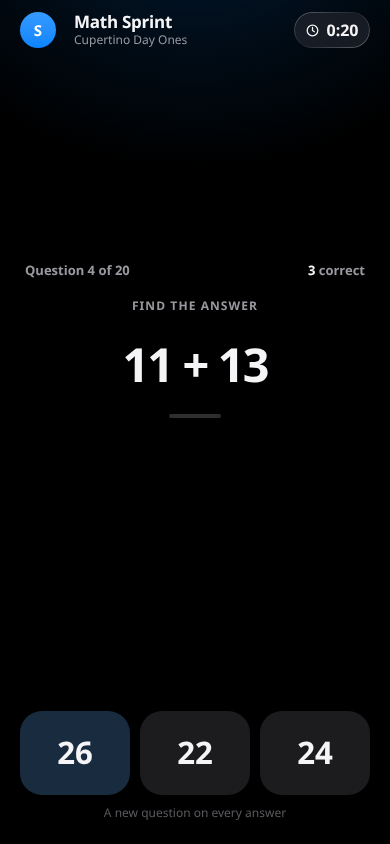 S
Math Sprint
Cupertino Day Ones
0:20
Question 4 of 20
3 correct
FIND THE ANSWER
11 + 13
26
22
24
A new question on every answer